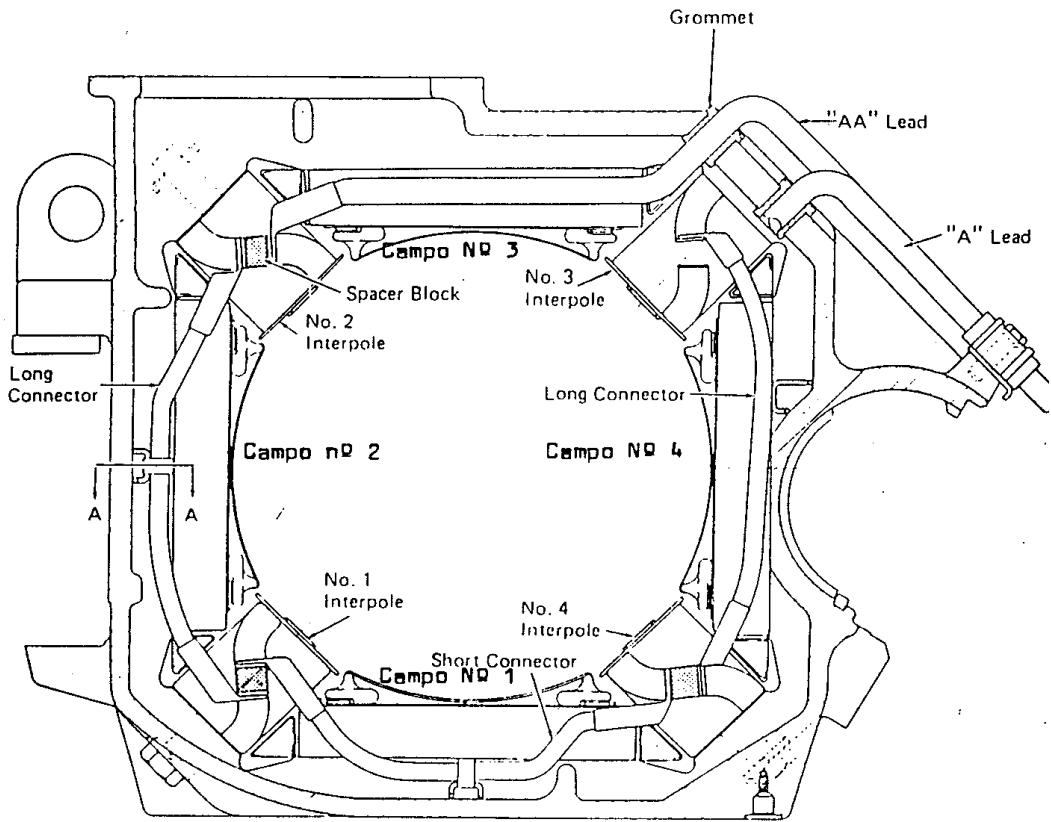 Grommet
"AA" Lead
"A" Lead
Campo Nº 3
No. 3
Interpole
Spacer Block
No. 2
Interpole
Long
Connector
Long Connector
Campo nº 2
Campo Nº 4
A
A
No. 1
Interpole
No. 4
Interpole
Short Connector
Campo Nº 1